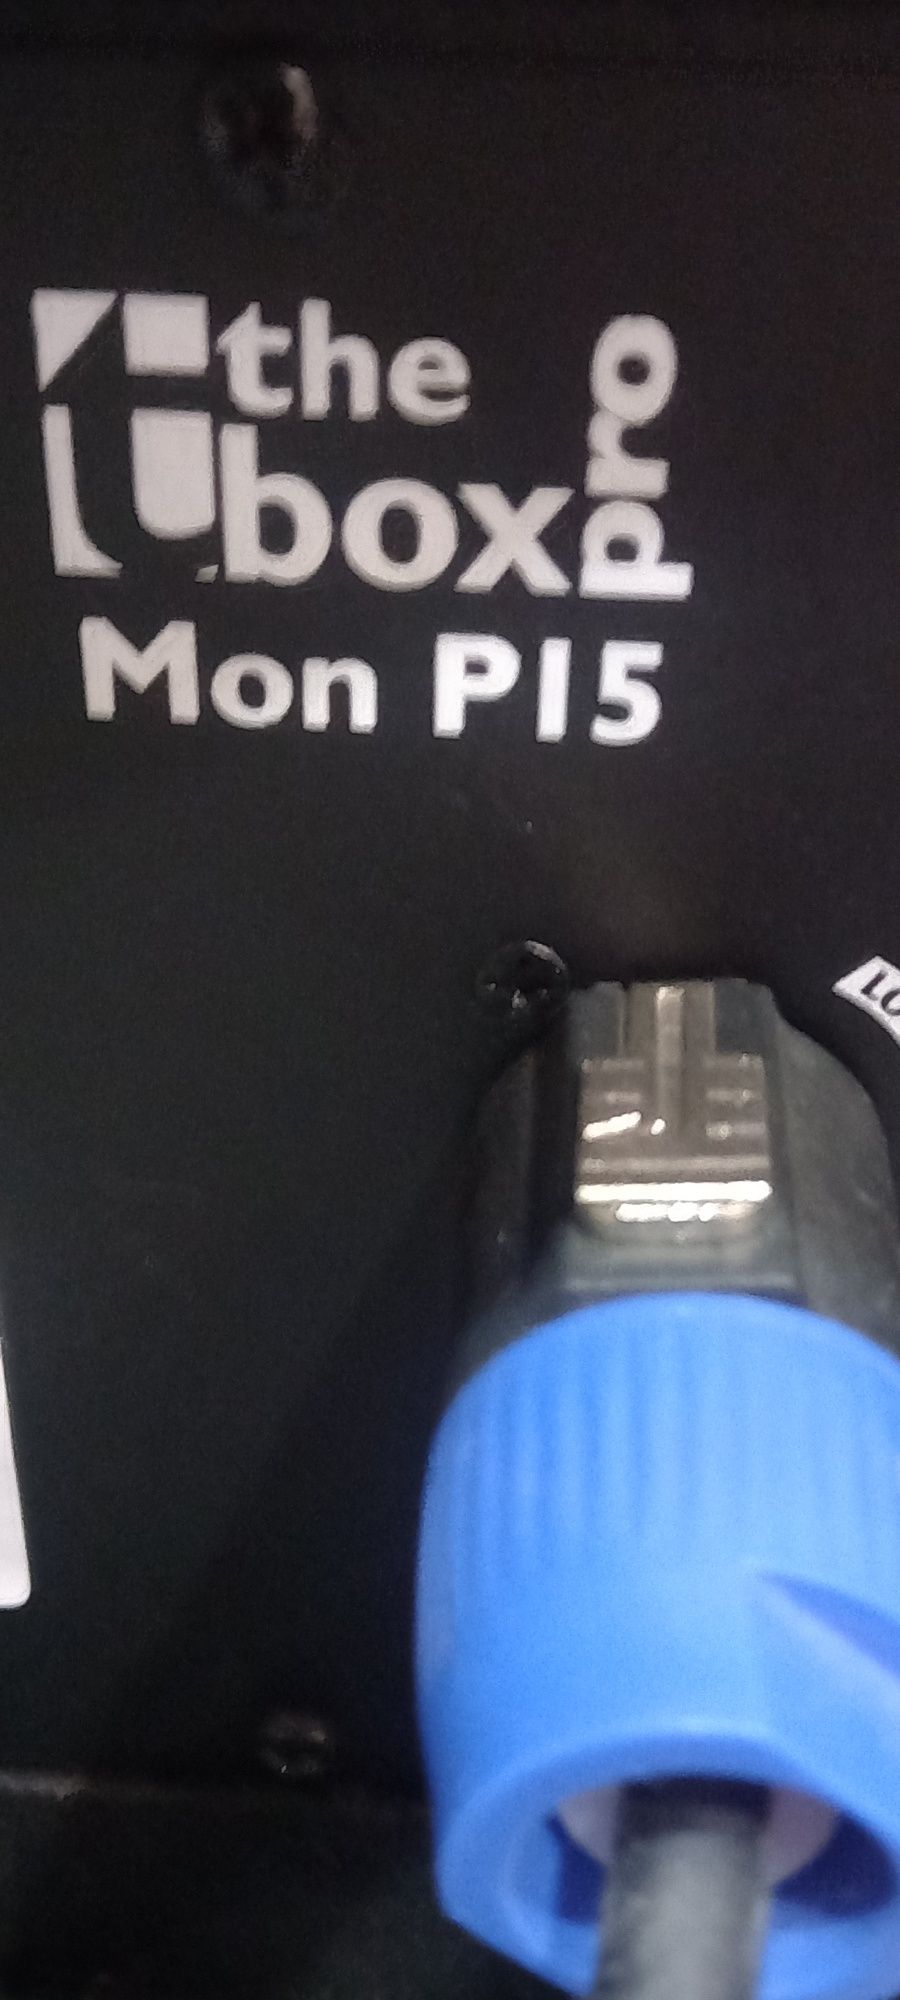 the
box pro
Mon P15